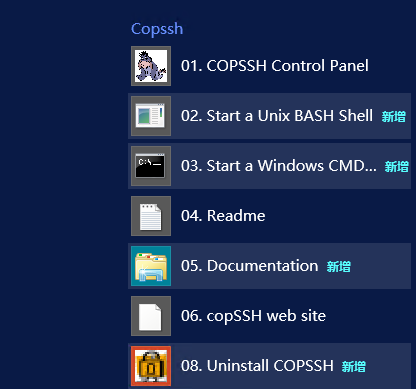 Copssh
01. COPSSH Control Panel
02. Start a Unix BASH Shell 新增
03. Start a Windows CMD... 新增
04. Readme
05. Documentation 新增
06. copSSH web site
08. Uninstall COPSSH 新增